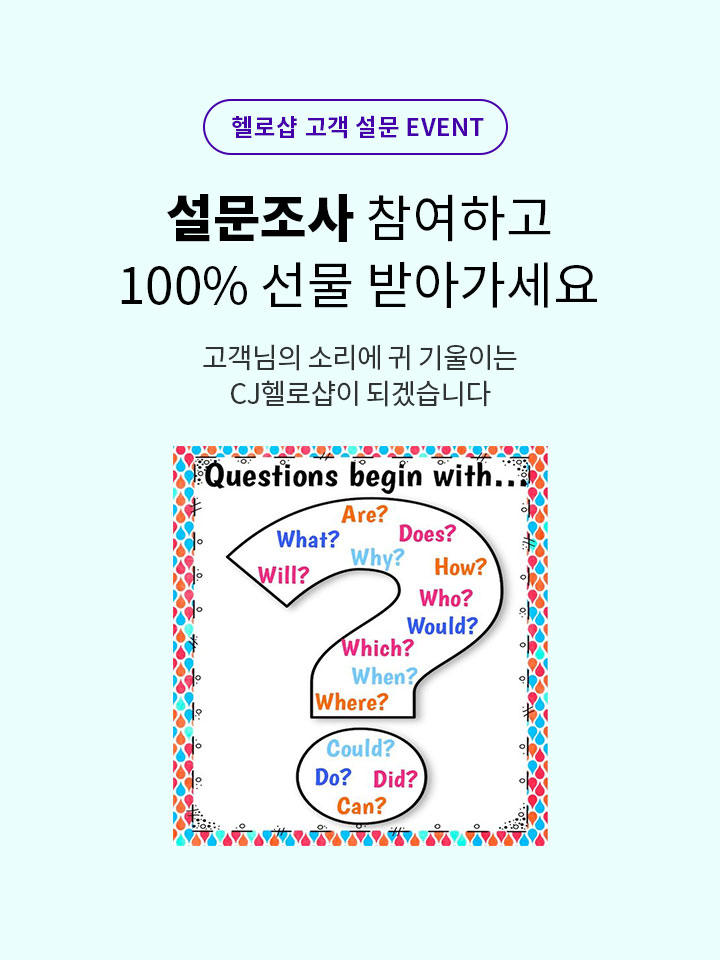 헬로샵 고객 설문 EVENT
설문조사 참여하고
100% 선물 받아가세요
고객님의 소리에 귀 기울이는
CJ헬로샵이 되겠습니다
Questions begin with...
Are?
What? Does?
Why?
Will? How?
Who?
Would?
Which?
When?
Where?
Could?
Do? Did?
Can?